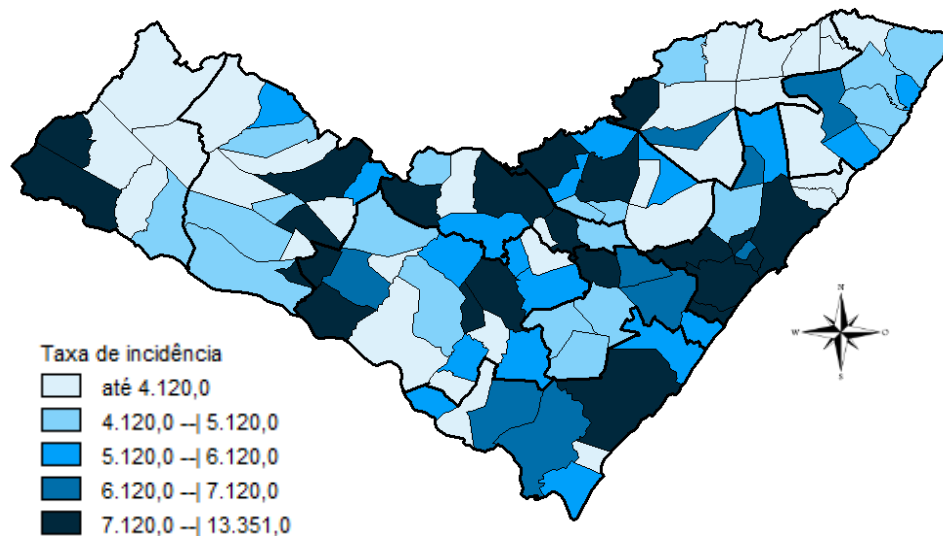 N
W
O
S
Taxa de incidência
até 4.120,0
4.120,0 --| 5.120,0
5.120,0 --| 6.120,0
6.120,0 --| 7.120,0
7.120,0 --| 13.351,0